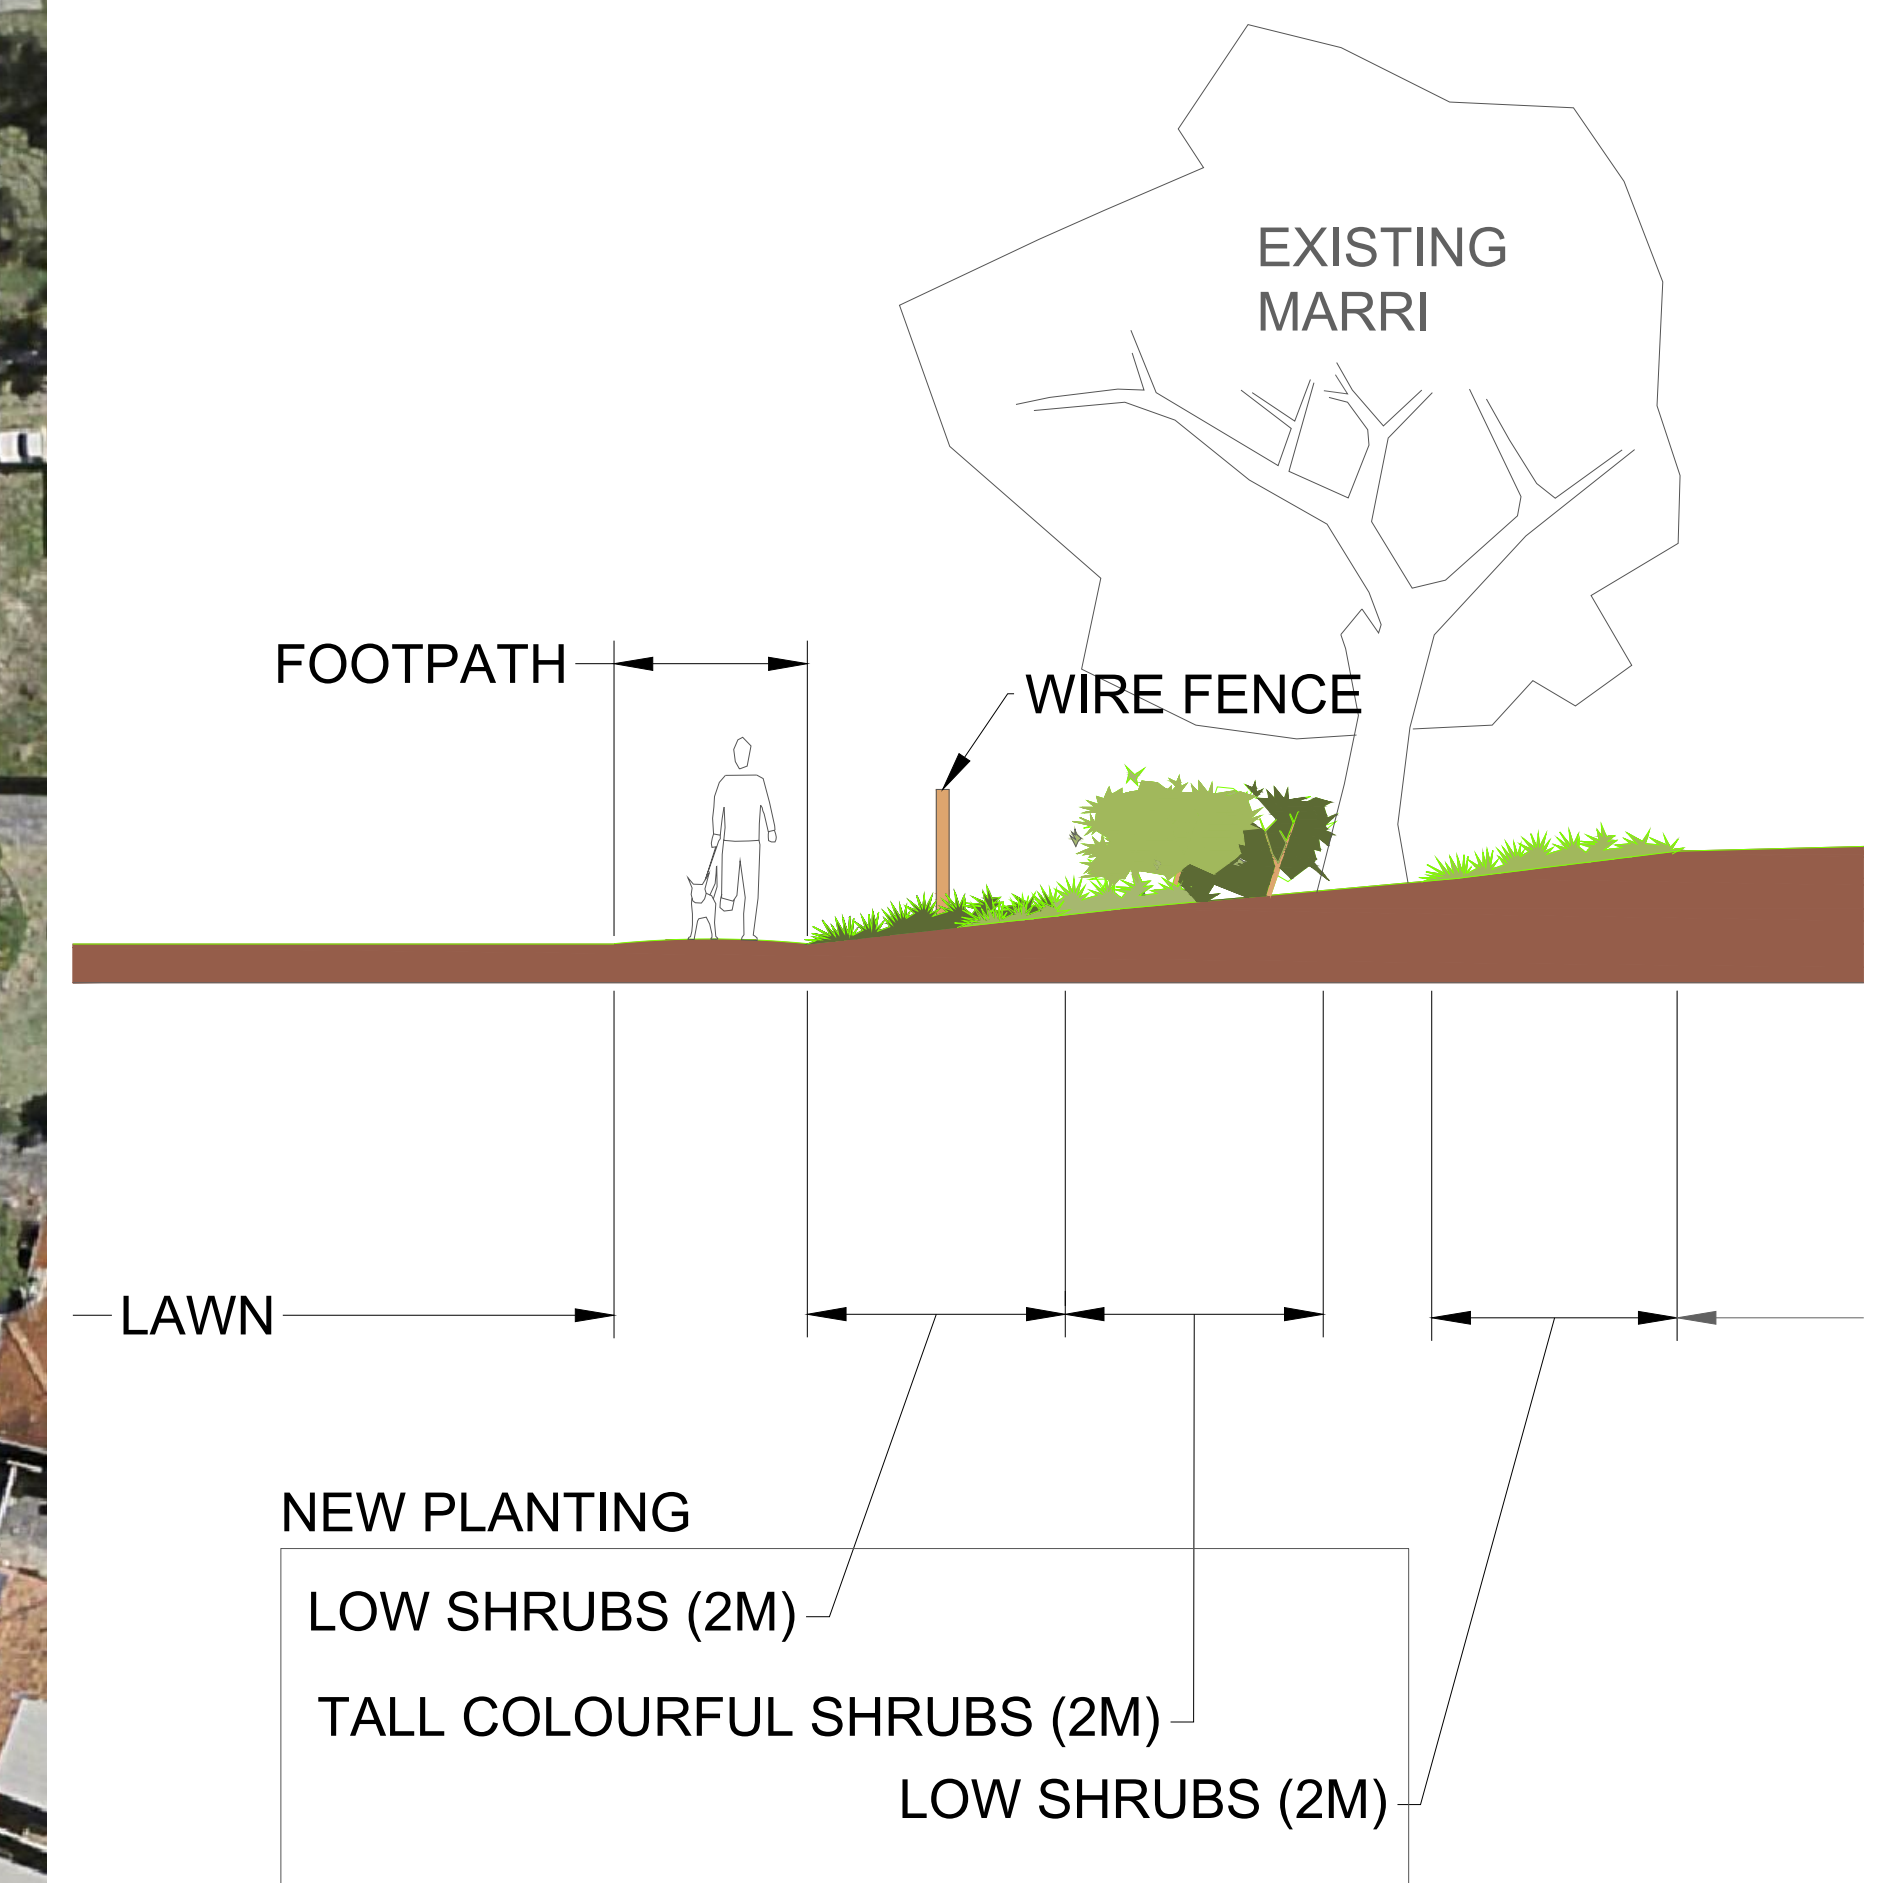 EXISTING
MARRI
FOOTPATH
WIRE FENCE
LAWN
NEW PLANTING
LOW SHRUBS (2M)
TALL COLOURFUL SHRUBS (2M)
LOW SHRUBS (2M)